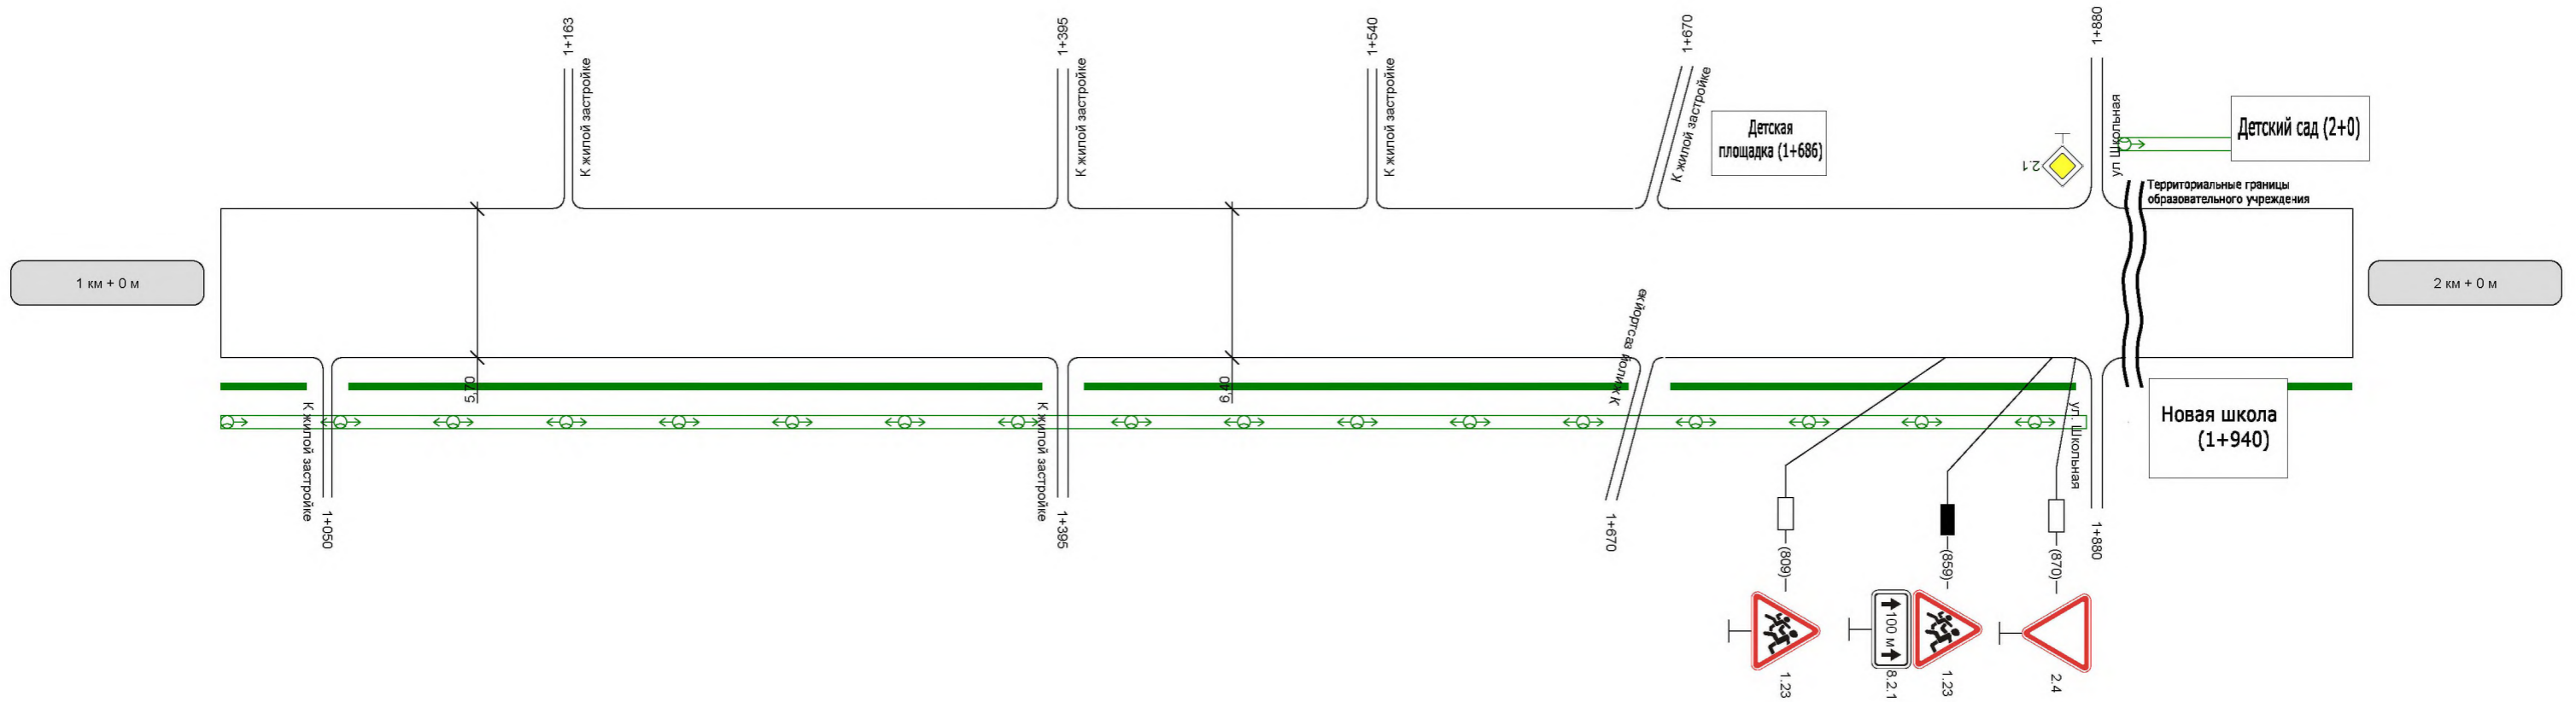 1+163
К жилой застройке
1+395
К жилой застройке
1+540
К жилой застройке
1+670
К жилой застройке
Детская
площадка (1+686)
2.1
1+880
ул Школьная
Детский сад (2+0)
Территориальные границы
образовательного учреждения
1 км + 0 м
2 км + 0 м
5,70
6,40
К жилой застройке
1+050
К жилой застройке
1+395
К жилой застройке
1+670
ул. Школьная
1+880
Новая школа
(1+940)
(809)
1.23
(859)
100 м
8.2.1
1.23
(870)
2.4